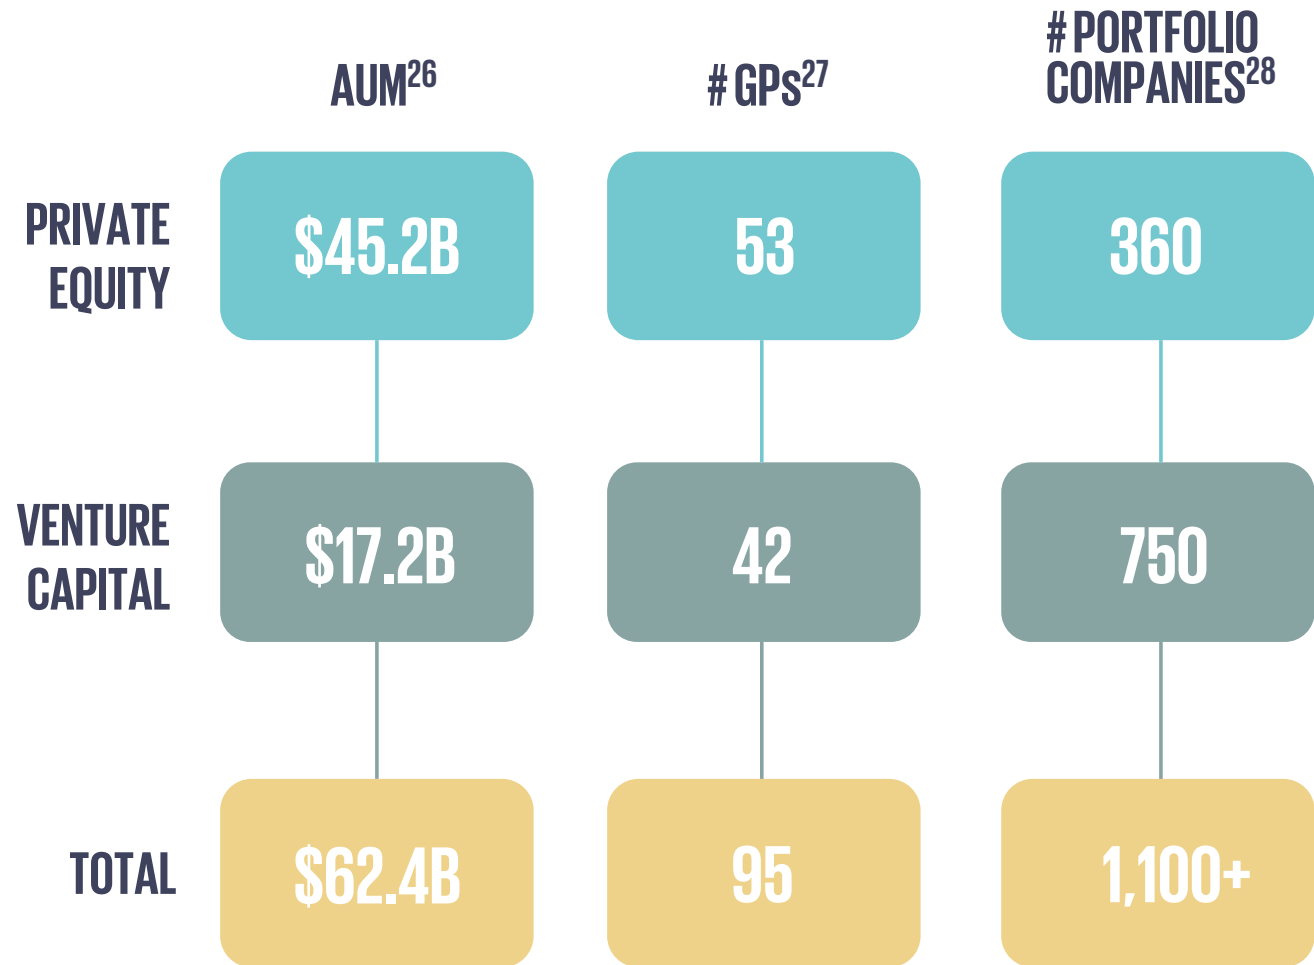 AUM26
# GPs27
# PORTFOLIO
COMPANIES28
PRIVATE
EQUITY
$45.2B
53
360
VENTURE
CAPITAL
$17.2B
42
750
TOTAL
$62.4B
95
1,100+